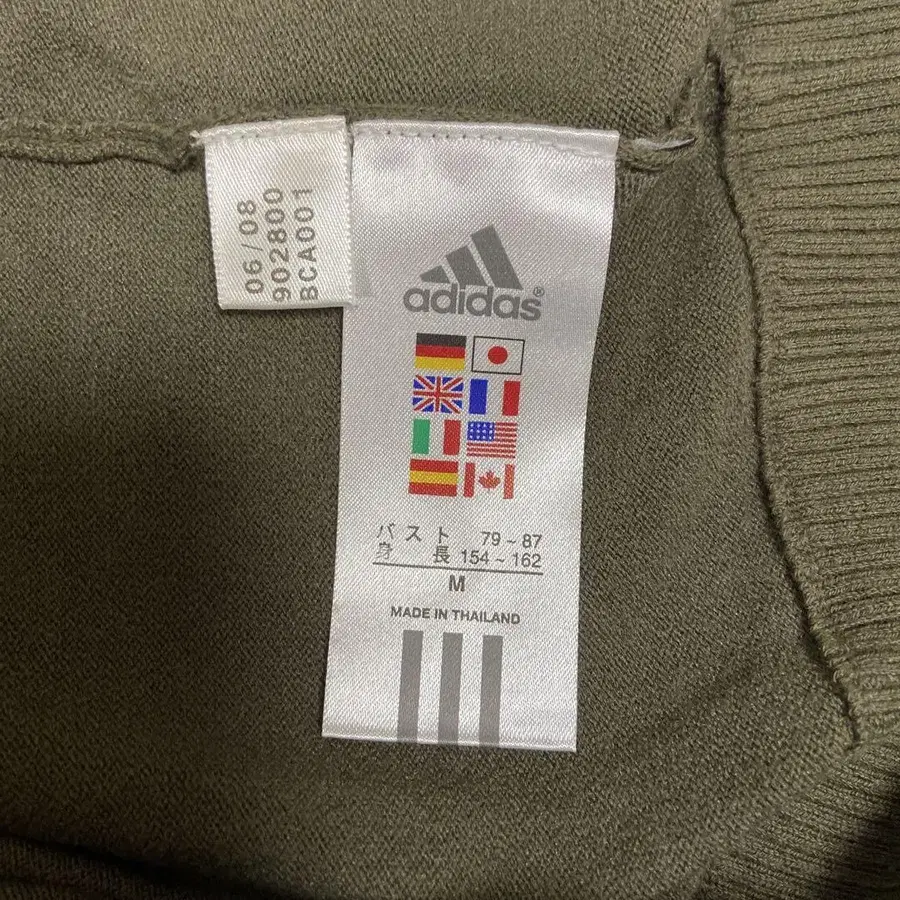 06/08
902800
BCA001
adidas®
バスト 79~87
身長 154~162
M
MADE IN THAILAND